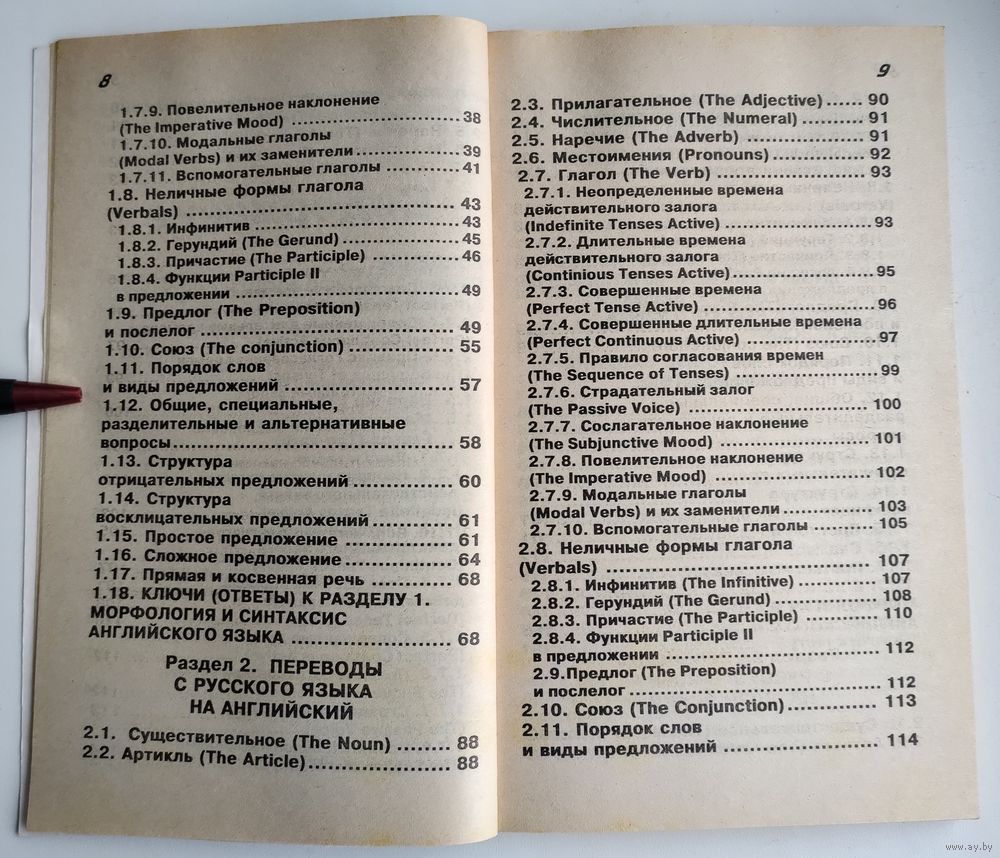 8
1.7.9. Повелительное наклонение
(The Imperative Mood) ........................ 38
1.7.10. Модальные глаголы
(Modal Verbs) и их заменители ............... 39
1.7.11. Вспомогательные глаголы ........... 41
1.8. Неличные формы глагола
(Verbals) ........................................ 43
1.8.1. Инфинитив ............................. 43
1.8.2. Герундий (The Gerund) ................. 45
1.8.3. Причастие (The Participle) ............ 46
1.8.4. Функции Participle II
в предложении ................................ 49
1.9. Предлог (The Preposition)
и послелог ..................................... 49
1.10. Союз (The conjunction) ................ 55
1.11. Порядок слов
и виды предложений ......................... 57
1.12. Общие, специальные,
разделительные и альтернативные
вопросы ........................................ 58
1.13. Структура
отрицательных предложений ................. 60
1.14. Структура
восклицательных предложений ............. 61
1.15. Простое предложение ................. 61
1.16. Сложное предложение ................. 64
1.17. Прямая и косвенная речь ............. 68
1.18. КЛЮЧИ (ОТВЕТЫ) К РАЗДЕЛУ 1.
МОРФОЛОГИЯ И СИНТАКСИС
АНГЛИЙСКОГО ЯЗЫКА ....................... 68
Раздел 2. ПЕРЕВОДЫ
С РУССКОГО ЯЗЫКА
НА АНГЛИЙСКИЙ
2.1. Существительное (The Noun) ........ 88
2.2. Артикль (The Article) .................... 88
9
2.3. Прилагательное (The Adjective) ...... 90
2.4. Числительное (The Numeral) ......... 91
2.5. Наречие (The Adverb) .................. 91
2.6. Местоимения (Pronouns) ............... 92
2.7. Глагол (The Verb) ....................... 93
2.7.1. Неопределенные времена
действительного залога
(Indefinite Tenses Active) ..................... 93
2.7.2. Длительные времена
действительного залога
(Continious Tenses Active) .................... 95
2.7.3. Совершенные времена
(Perfect Tense Active) ......................... 96
2.7.4. Совершенные длительные времена
(Perfect Continuous Active) ................... 97
2.7.5. Правило согласования времен
(The Sequence of Tenses) ..................... 99
2.7.6. Страдательный залог
(The Passive Voice) ........................... 100
2.7.7. Сослагательное наклонение
(The Subjunctive Mood) ...................... 101
2.7.8. Повелительное наклонение
(The Imperative Mood) ....................... 102
2.7.9. Модальные глаголы
(Modal Verbs) и их заменители .............. 103
2.7.10. Вспомогательные глаголы .......... 105
2.8. Неличные формы глагола
(Verbals) ...................................... 107
2.8.1. Инфинитив (The Infinitive) ............ 107
2.8.2. Герундий (The Gerund) ............... 108
2.8.3. Причастие (The Participle) ........... 110
2.8.4. Функции Participle II
в предложении ............................... 112
2.9.Предлог (The Preposition)
и послелог .................................... 112
2.10. Союз (The Conjunction) .............. 113
2.11. Порядок слов
и виды предложений ........................ 114
www.ay.by